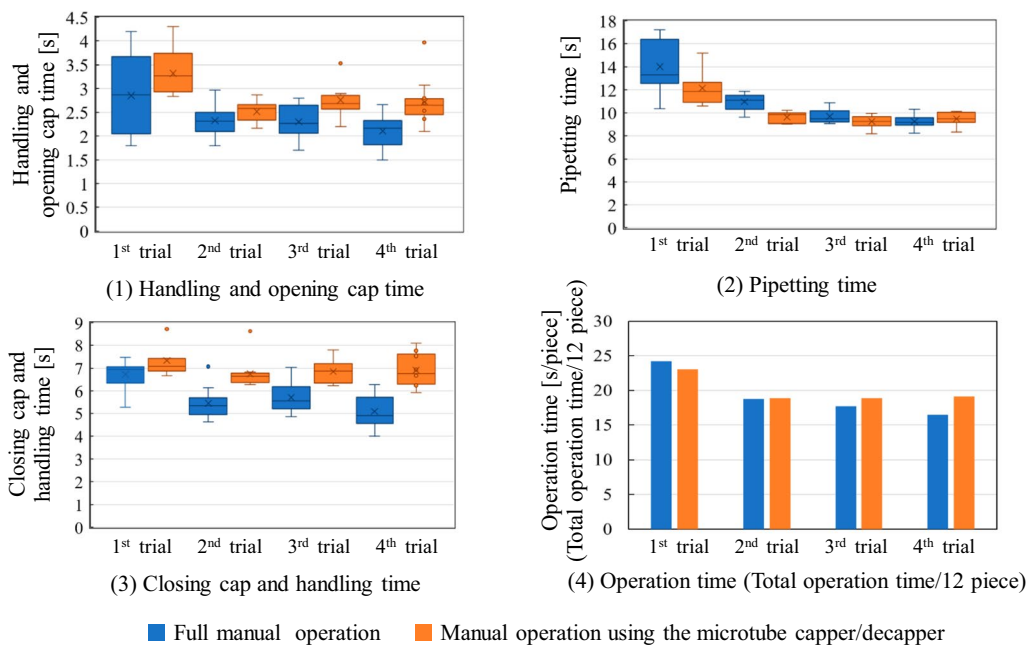 Handling and
opening cap time [s]
4.5
4
3.5
3
2.5
2
1.5
1
0.5
0
1st trial 2nd trial 3rd trial 4th trial
(1) Handling and opening cap time
Pipetting time [s]
18
16
14
12
10
8
6
4
2
0
1st trial 2nd trial 3rd trial 4th trial
(2) Pipetting time
Closing cap and
handling time [s]
9
8
7
6
5
4
3
2
1
0
1st trial 2nd trial 3rd trial 4th trial
(3) Closing cap and handling time
Operation time [s/piece]
(Total operation time/12 piece)
30
25
20
15
10
5
0
1st trial 2nd trial 3rd trial 4th trial
(4) Operation time (Total operation time/12 piece)
Full manual operation
Manual operation using the microtube capper/decapper